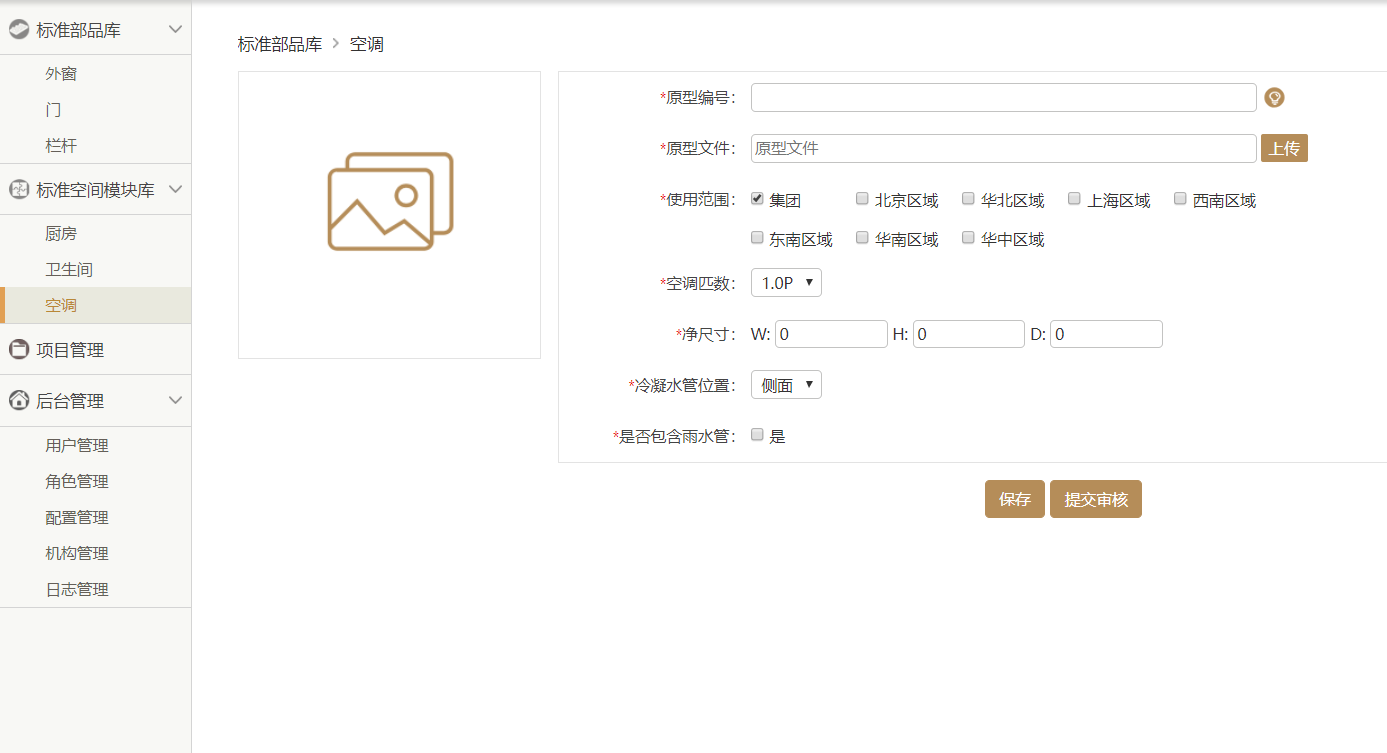 标准部品库
外窗
门
栏杆
标准空间模块库
厨房
卫生间
空调
项目管理
后台管理
用户管理
角色管理
配置管理
机构管理
日志管理
标准部品库 > 空调
*原型编号：
*原型文件： 原型文件 上传
*使用范围： 集团 北京区域 华北区域 上海区域 西南区域
东南区域 华南区域 华中区域
*空调匹数： 1.0P
*净尺寸： W: 0 H: 0 D: 0
*冷凝水管位置： 侧面
*是否包含雨水管： 是
保存 提交审核